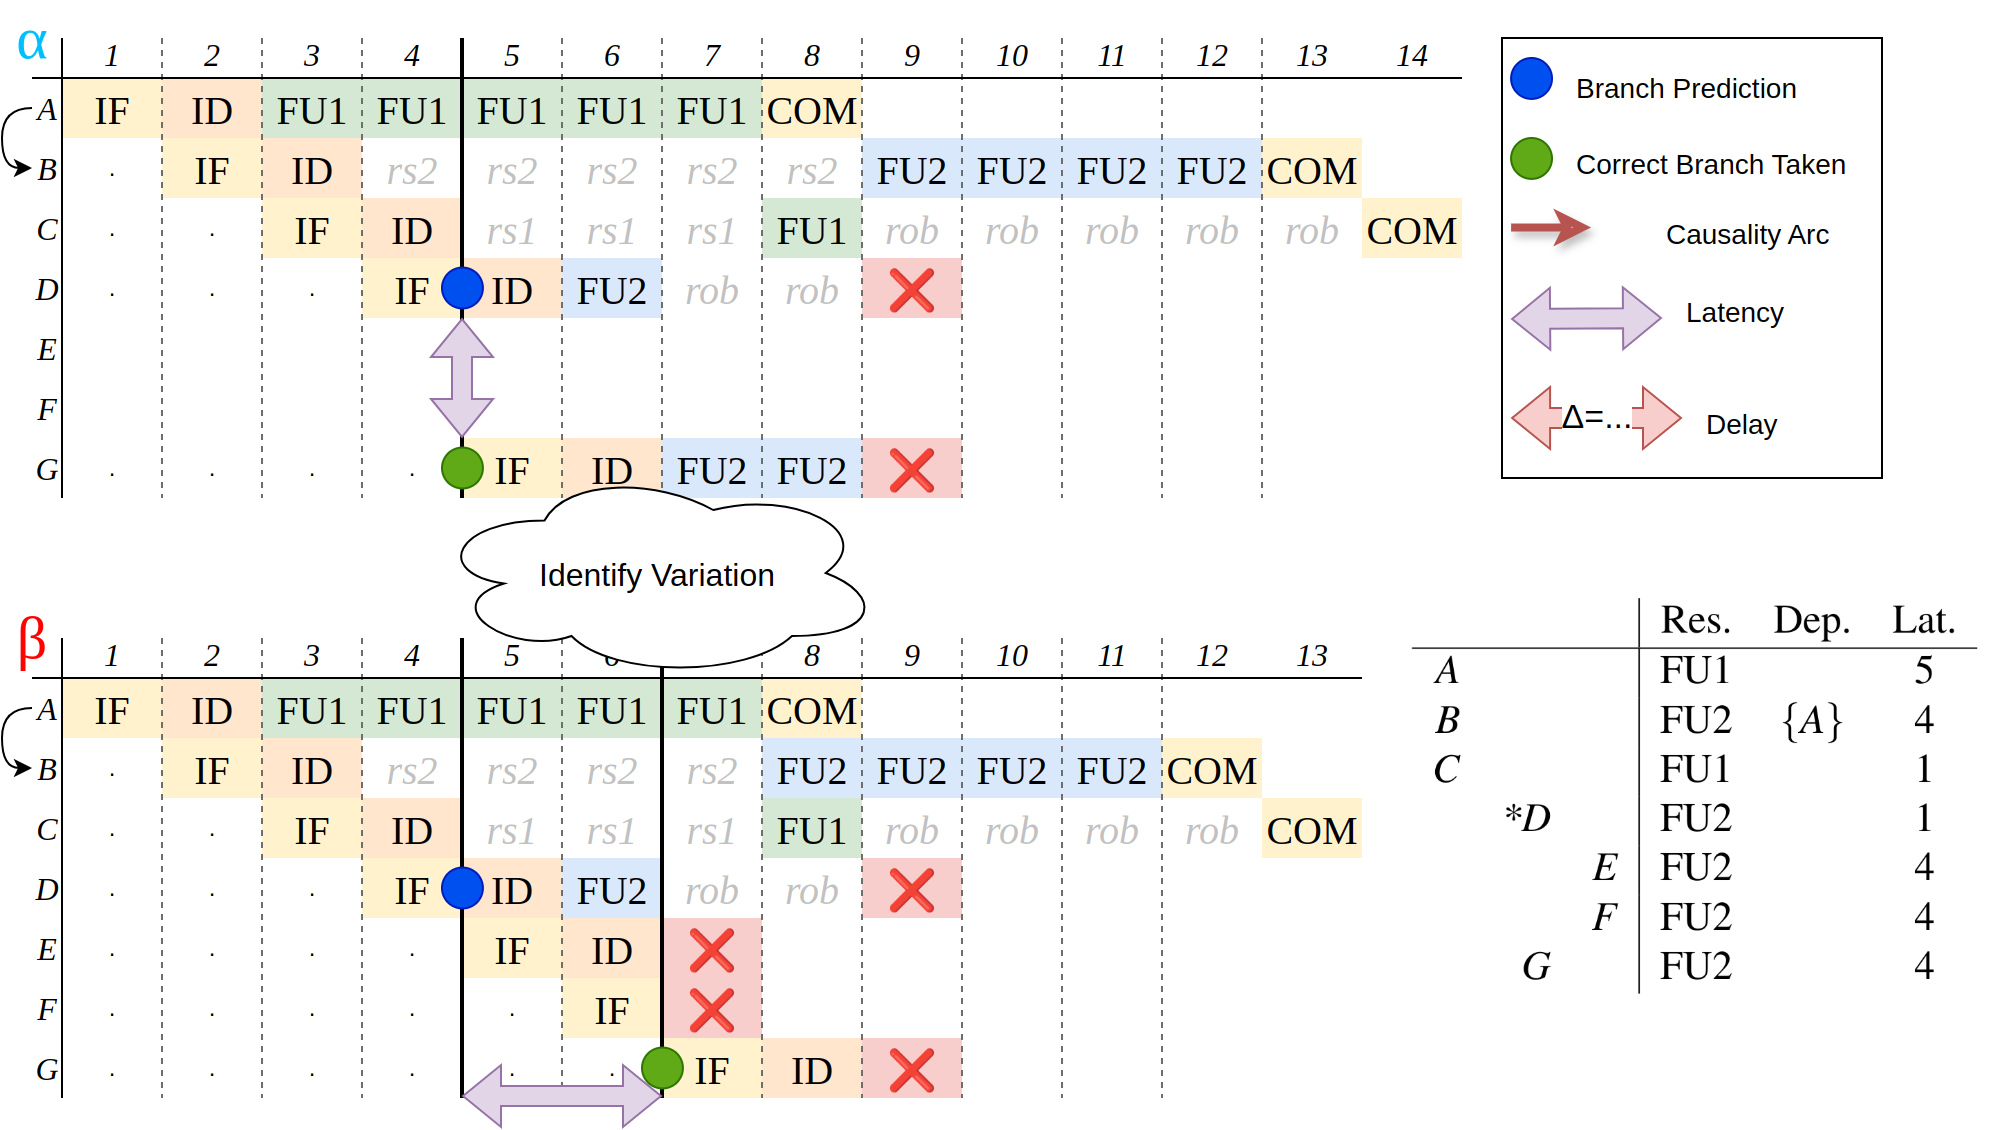 α
1 2 3 4 5 6 7 8 9 10 11 12 13 14
A IF ID FU1 FU1 FU1 FU1 FU1 COM
B . IF ID rs2 rs2 rs2 rs2 rs2 FU2 FU2 FU2 FU2 COM
C . . IF ID rs1 rs1 rs1 FU1 rob rob rob rob rob COM
D . . . IF ID FU2 rob rob ❌
E
F
G . . . . IF ID FU2 FU2 ❌
Branch Prediction
Correct Branch Taken
Causality Arc
Latency
Δ=... Delay
Identify Variation
β
1 2 3 4 5 6 8 9 10 11 12 13
A IF ID FU1 FU1 FU1 FU1 FU1 COM
B . IF ID rs2 rs2 rs2 rs2 FU2 FU2 FU2 FU2 COM
C . . IF ID rs1 rs1 rs1 FU1 rob rob rob rob COM
D . . . IF ID FU2 rob rob ❌
E . . . . IF ID ❌
F . . . . . IF ❌
G . . . . . . IF ID ❌
Res. Dep. Lat.
A FU1 5
B FU2 {A} 4
C FU1 1
*D FU2 1
E FU2 4
F FU2 4
G FU2 4